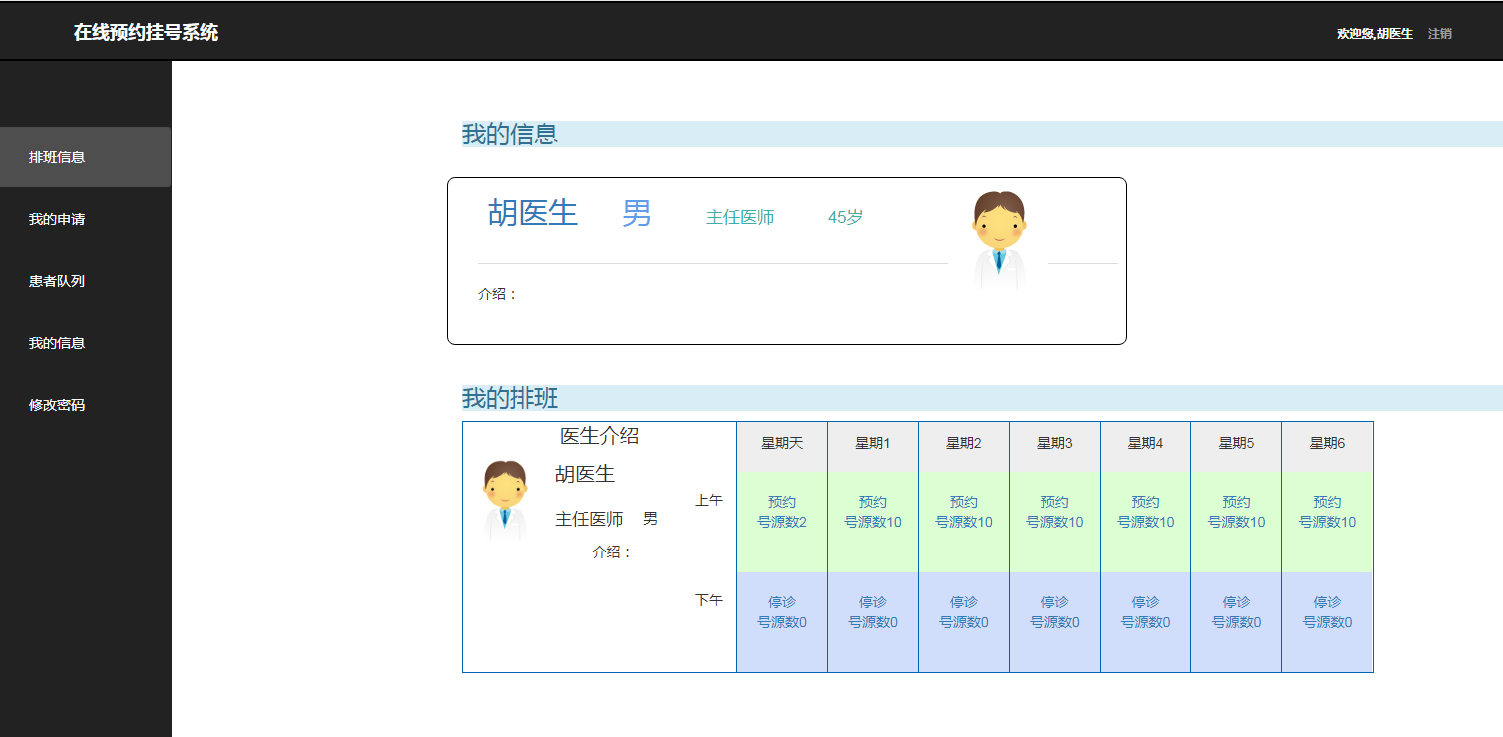 在线预约挂号系统
欢迎您,胡医生 注销
排班信息
我的申请
患者队列
我的信息
修改密码
我的信息
胡医生 男 主任医师 45岁
介绍：
我的排班
医生介绍 星期天 星期1 星期2 星期3 星期4 星期5 星期6
胡医生
上午 预约 预约 预约 预约 预约 预约 预约
主任医师 男 号源数2 号源数10 号源数10 号源数10 号源数10 号源数10 号源数10
介绍：
下午 停诊 停诊 停诊 停诊 停诊 停诊 停诊
号源数0 号源数0 号源数0 号源数0 号源数0 号源数0 号源数0